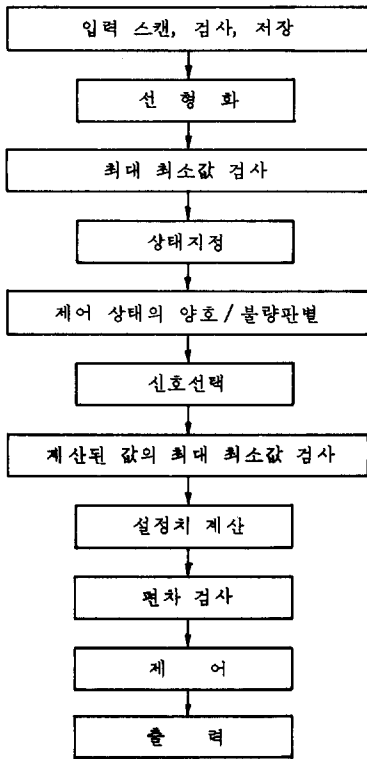 입력 스캔, 검사, 저장
선 형 화
최대 최소값 검사
상태지정
제어 상태의 양호/불량판별
신호선택
계산된 값의 최대 최소값 검사
설정치 계산
편차 검사
제 어
출 력